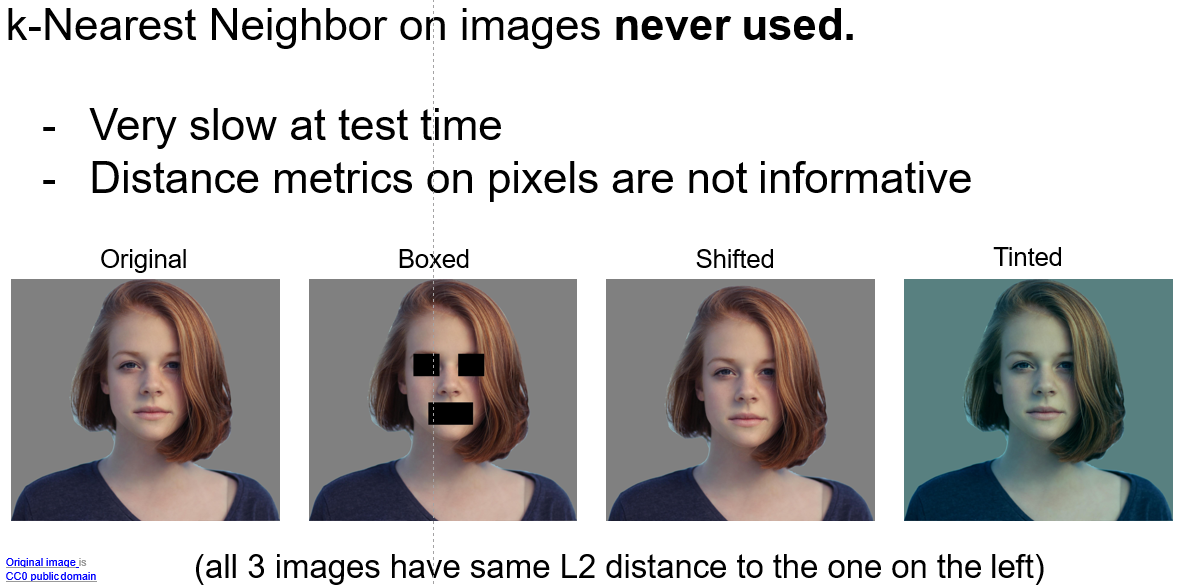 k-Nearest Neighbor on images never used.
- Very slow at test time
- Distance metrics on pixels are not informative
Original Boxed Shifted Tinted
(all 3 images have same L2 distance to the one on the left)
Original image is
CC0 public domain